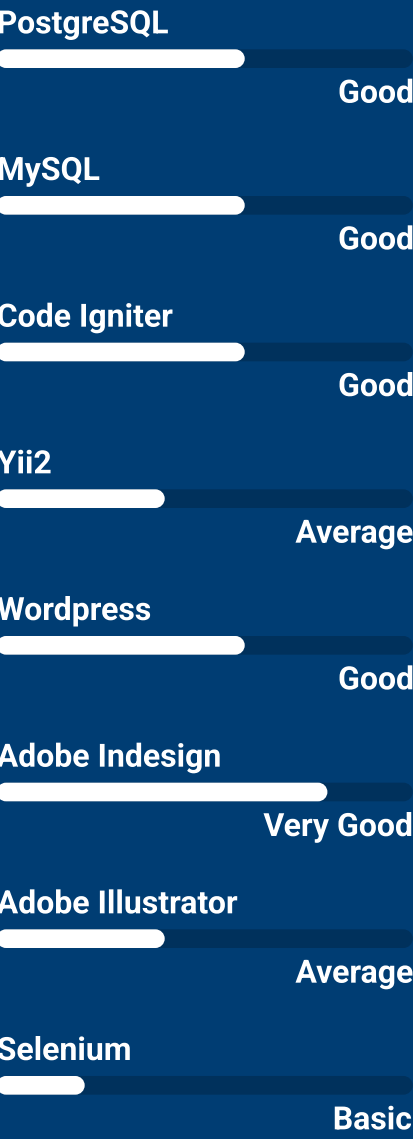 PostgreSQL
Good
MySQL
Good
Code Igniter
Good
Yii2
Average
Wordpress
Good
Adobe Indesign
Very Good
Adobe Illustrator
Average
Selenium
Basic